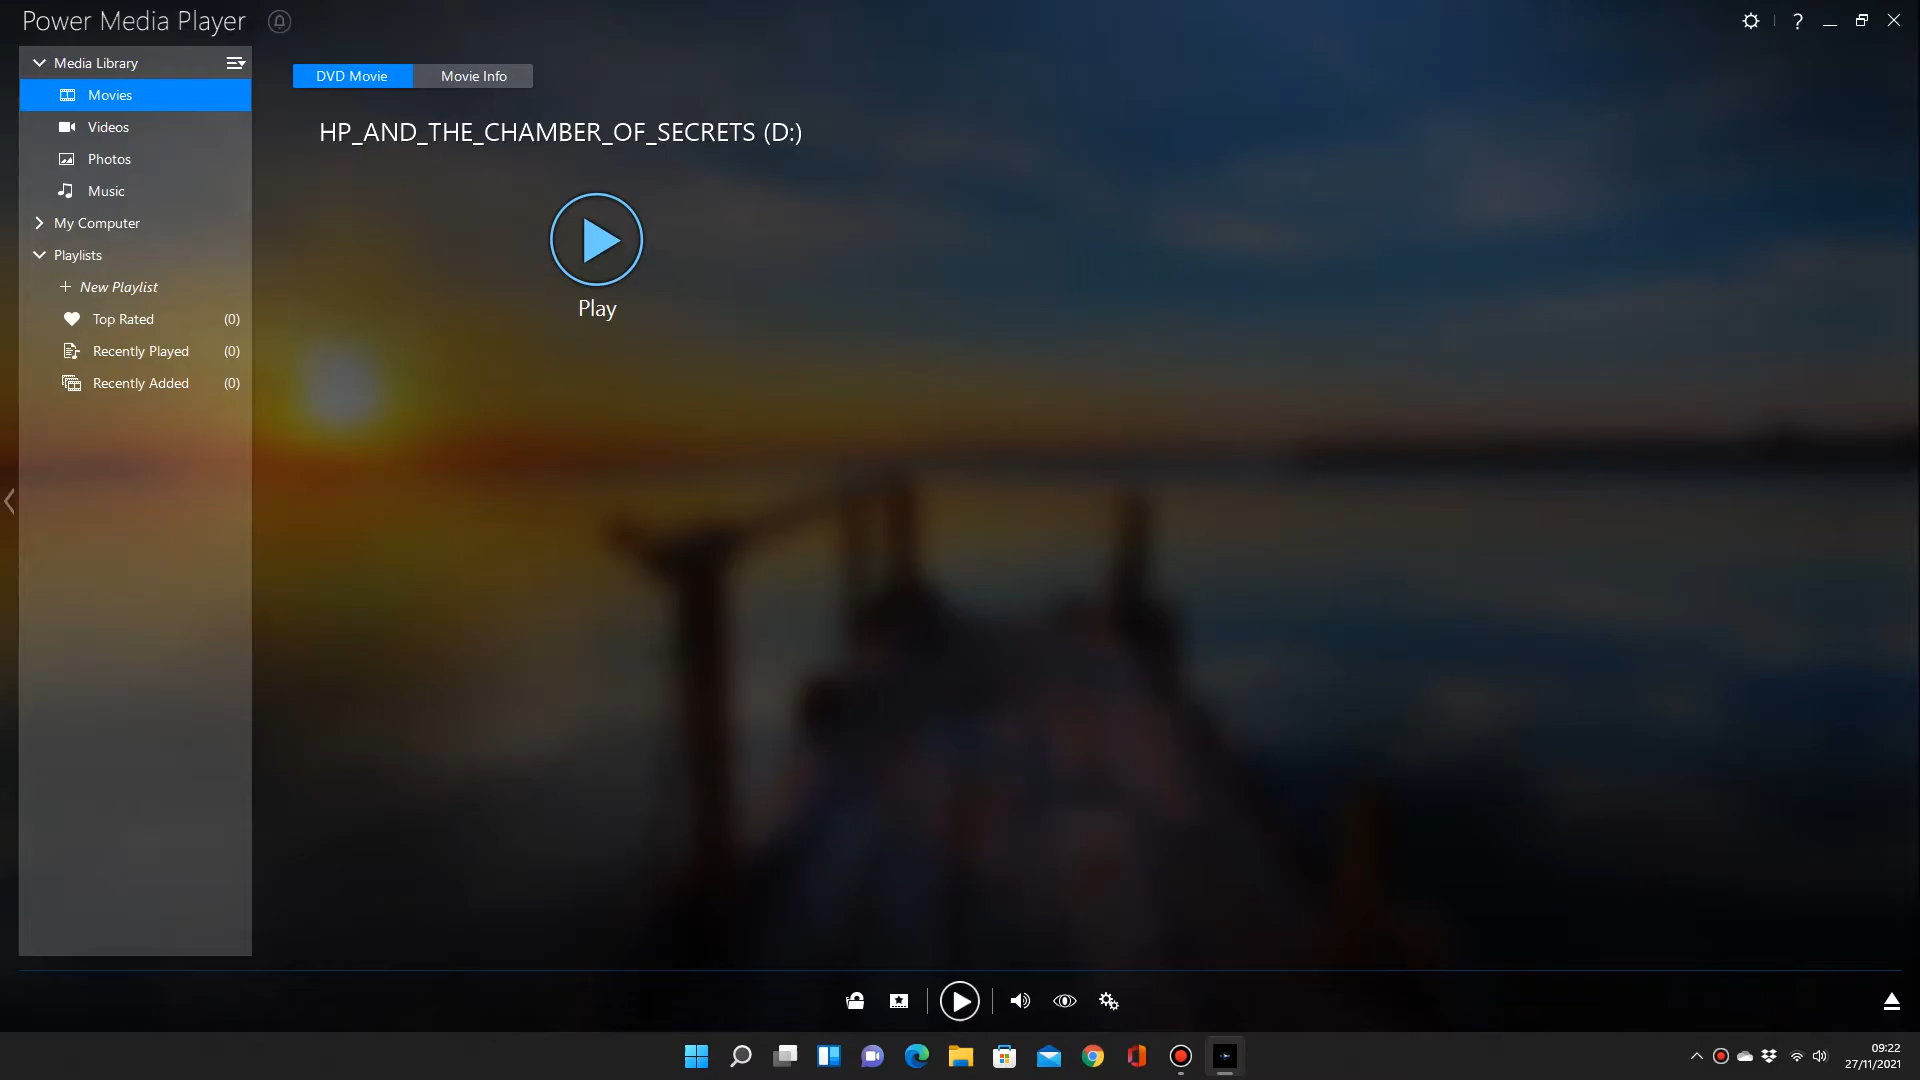 Power Media Player
Media Library
Movies
Videos
Photos
Music
My Computer
Playlists
New Playlist
Top Rated (0)
Recently Played (0)
Recently Added (0)
DVD Movie Movie Info
HP_AND_THE_CHAMBER_OF_SECRETS (D:)
Play
09:22
27/11/2021